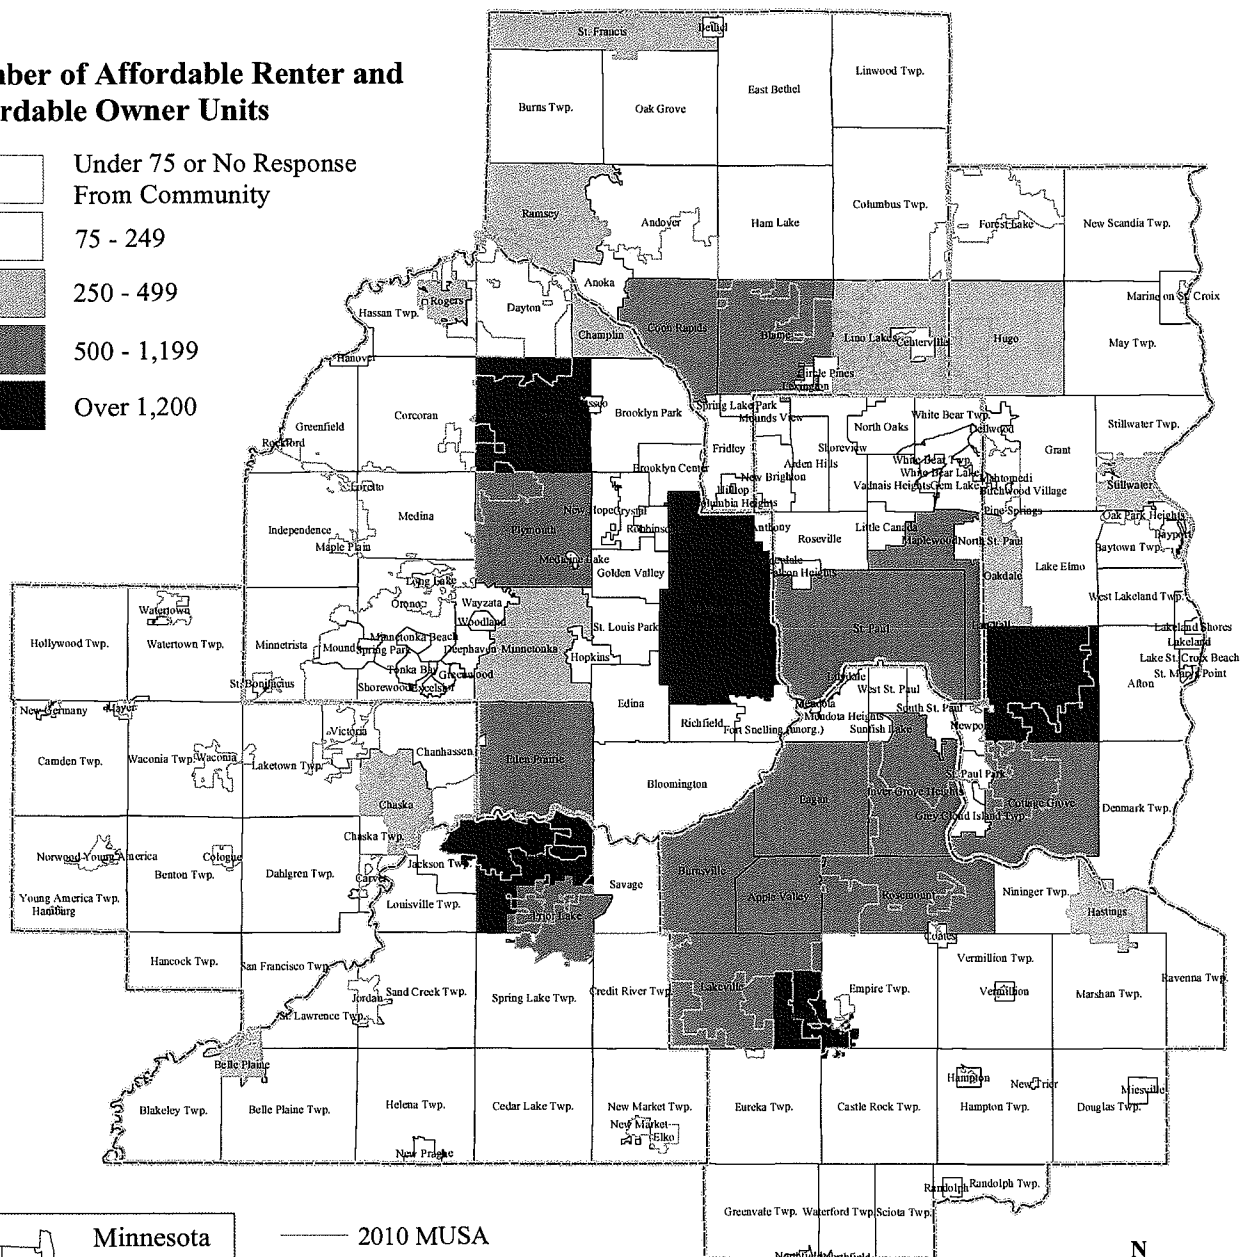 mber of Affordable Renter and
rdable Owner Units
Under 75 or No Response
From Community
75 - 249
250 - 499
500 - 1,199
Over 1,200
St. Francis
Bethel
Linwood Twp.
East Bethel
Burns Twp.
Oak Grove
Ramsey
Columbus Twp.
Andover
Ham Lake
Forest Lake
New Scandia Twp.
Anoka
Marine on St. Croix
Rogers
Dayton
Hassan Twp.
Champlin
Coon Rapids
Blaine
Lino Lakes
Centerville
Hugo
May Twp.
Hanover
Circle Pines
Lexington
Corcoran
Brooklyn Park
Spring Lake Park
Mounds View
White Bear Twp.
North Oaks
Dellwood
Greenfield
Stillwater Twp.
Rockford
Fridley
Shoreview
Grant
Brooklyn Center
Arden Hills
White Bear Twp.
White Bear Lake
New Brighton
Mahtomedi
Loretto
Hilltop
Vadnais Heights
Gem Lake
Birchwood Village
Stillwater
lumbia Heights
Medina
New Hope
Crystal
Pine Springs
Oak Park Heights
Independence
Plymouth
Robbinsd
Anthony
Little Canada
Roseville
Maplewood
North St. Paul
Maple Plain
Baytown Twp.
Medicine Lake
Golden Valley
Falcon Heights
Oakdale
Lake Elmo
Long Lake
Orono
Wayzata
West Lakeland Twp.
Watertown
Woodland
St. Louis Park
St. Paul
Landfall
Lakeland Shores
Hollywood Twp.
Watertown Twp.
Minnetrista
Mound
Spring Park
Minnetonka Beach
Deephaven
Minnetonka
Hopkins
Lakeland
Lake St. Croix Beach
Tonka Bay
Greenwood
St. Marys Point
St. Bonifacius
Shorewood
Excelsior
Lilydale
West St. Paul
Afton
New Germany
Mayer
Edina
Mendota
South St. Paul
Richfield
Mendota Heights
Fort Snelling (unorg.)
Sunfish Lake
Newpo
Victoria
Camden Twp.
Waconia Twp.
Waconia
Laketown Twp.
Chanhassen
Eden Prairie
St. Paul Park
Bloomington
Eagan
Inver Grove Heights
Chaska
Cottage Grove
Denmark Twp.
Grey Cloud Island Twp.
Chaska Twp.
Norwood-Young America
Cologne
Jackson Twp.
Benton Twp.
Dahlgren Twp.
Carver
Burnsville
Savage
Young America Twp.
Hamburg
Louisville Twp.
Prior Lake
Apple Valley
Rosemount
Nininger Twp.
Hastings
Coates
Hancock Twp.
San Francisco Twp.
Vermillion Twp.
Ravenna Twp.
Jordan
Sand Creek Twp.
Spring Lake Twp.
Credit River Twp.
Lakeville
Empire Twp.
Vermillion
Marshan Twp.
St. Lawrence Twp.
Belle Plaine
Hampton
New Trier
Miesville
Blakeley Twp.
Belle Plaine Twp.
Helena Twp.
Cedar Lake Twp.
New Market Twp.
New Market
Elko
Eureka Twp.
Castle Rock Twp.
Hampton Twp.
Douglas Twp.
New Prague
Randolph
Randolph Twp.
Greenvale Twp.
Waterford Twp.
Sciota Twp.
Minnesota
2010 MUSA
N